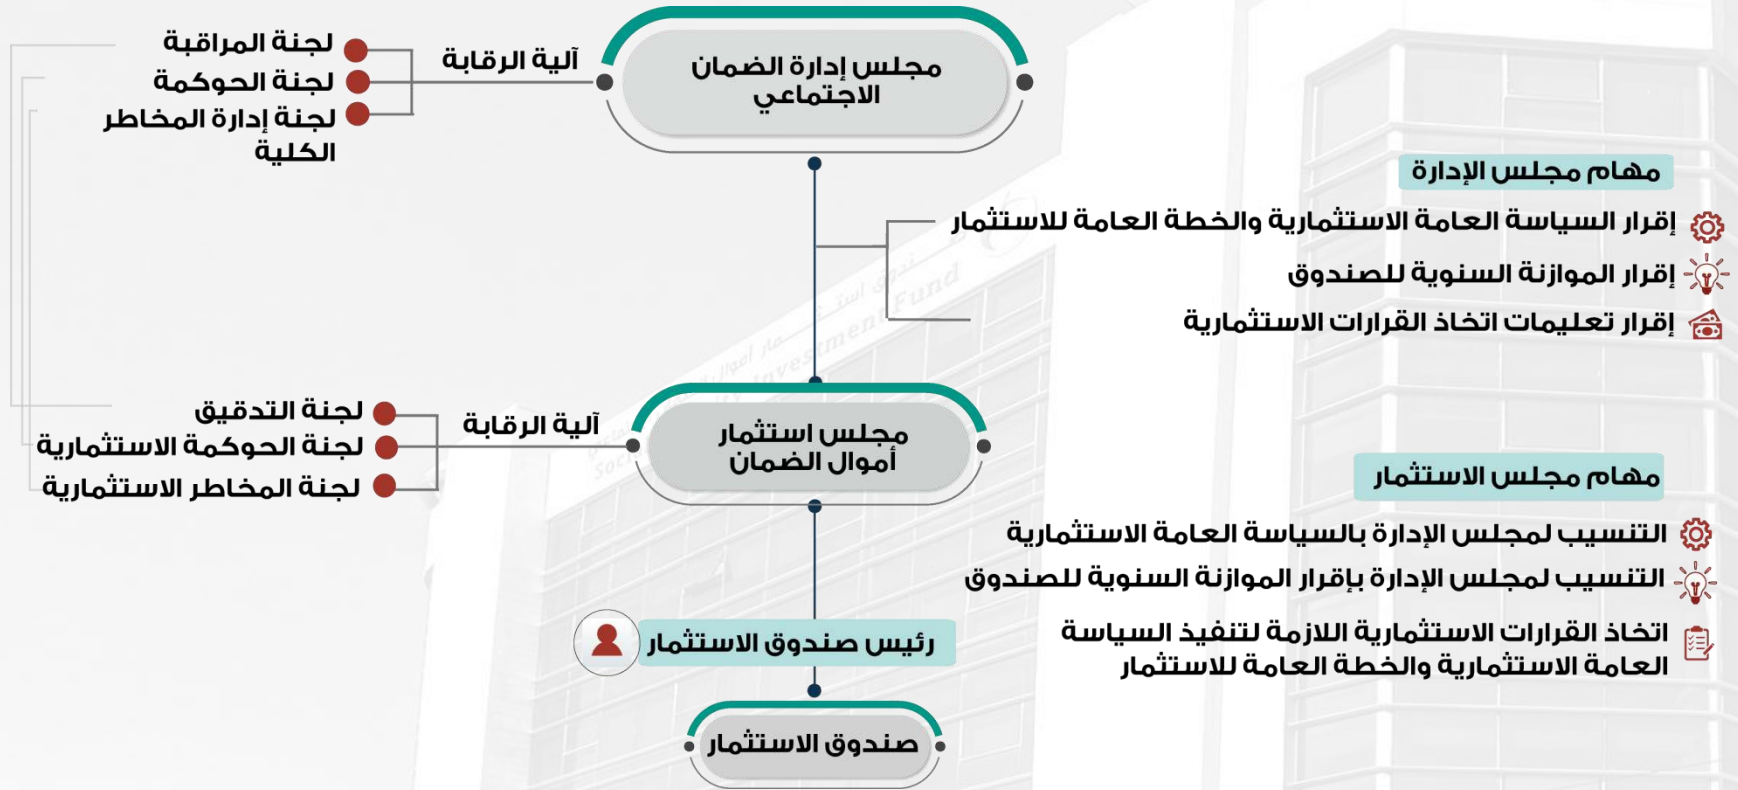 مجلس إدارة الضمان
الاجتماعي
آلية الرقابة
لجنة المراقبة
لجنة الحوكمة
لجنة إدارة المخاطر
الكلية
مهام مجلس الإدارة
إقرار السياسة العامة الاستثمارية والخطة العامة للاستثمار
إقرار الموازنة السنوية للصندوق
إقرار تعليمات اتخاذ القرارات الاستثمارية
مجلس استثمار
أموال الضمان
آلية الرقابة
لجنة التدقيق
لجنة الحوكمة الاستثمارية
لجنة المخاطر الاستثمارية
مهام مجلس الاستثمار
التنسيب لمجلس الإدارة بالسياسة العامة الاستثمارية
التنسيب لمجلس الإدارة بإقرار الموازنة السنوية للصندوق
اتخاذ القرارات الاستثمارية اللازمة لتنفيذ السياسة
العامة الاستثمارية والخطة العامة للاستثمار
رئيس صندوق الاستثمار
صندوق الاستثمار
Investment Fund